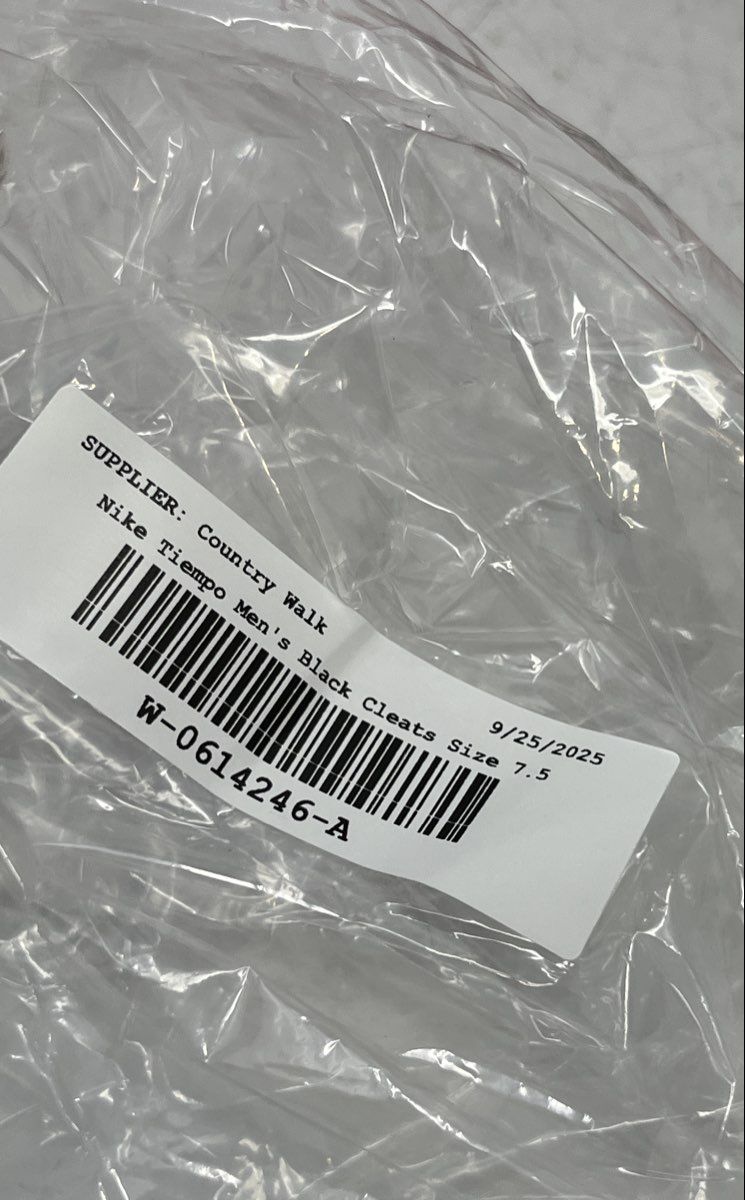 SUPPLIER: Country Walk
9/25/2025
Nike Tiempo Men's Black Cleats Size 7.5
W-0614246-A